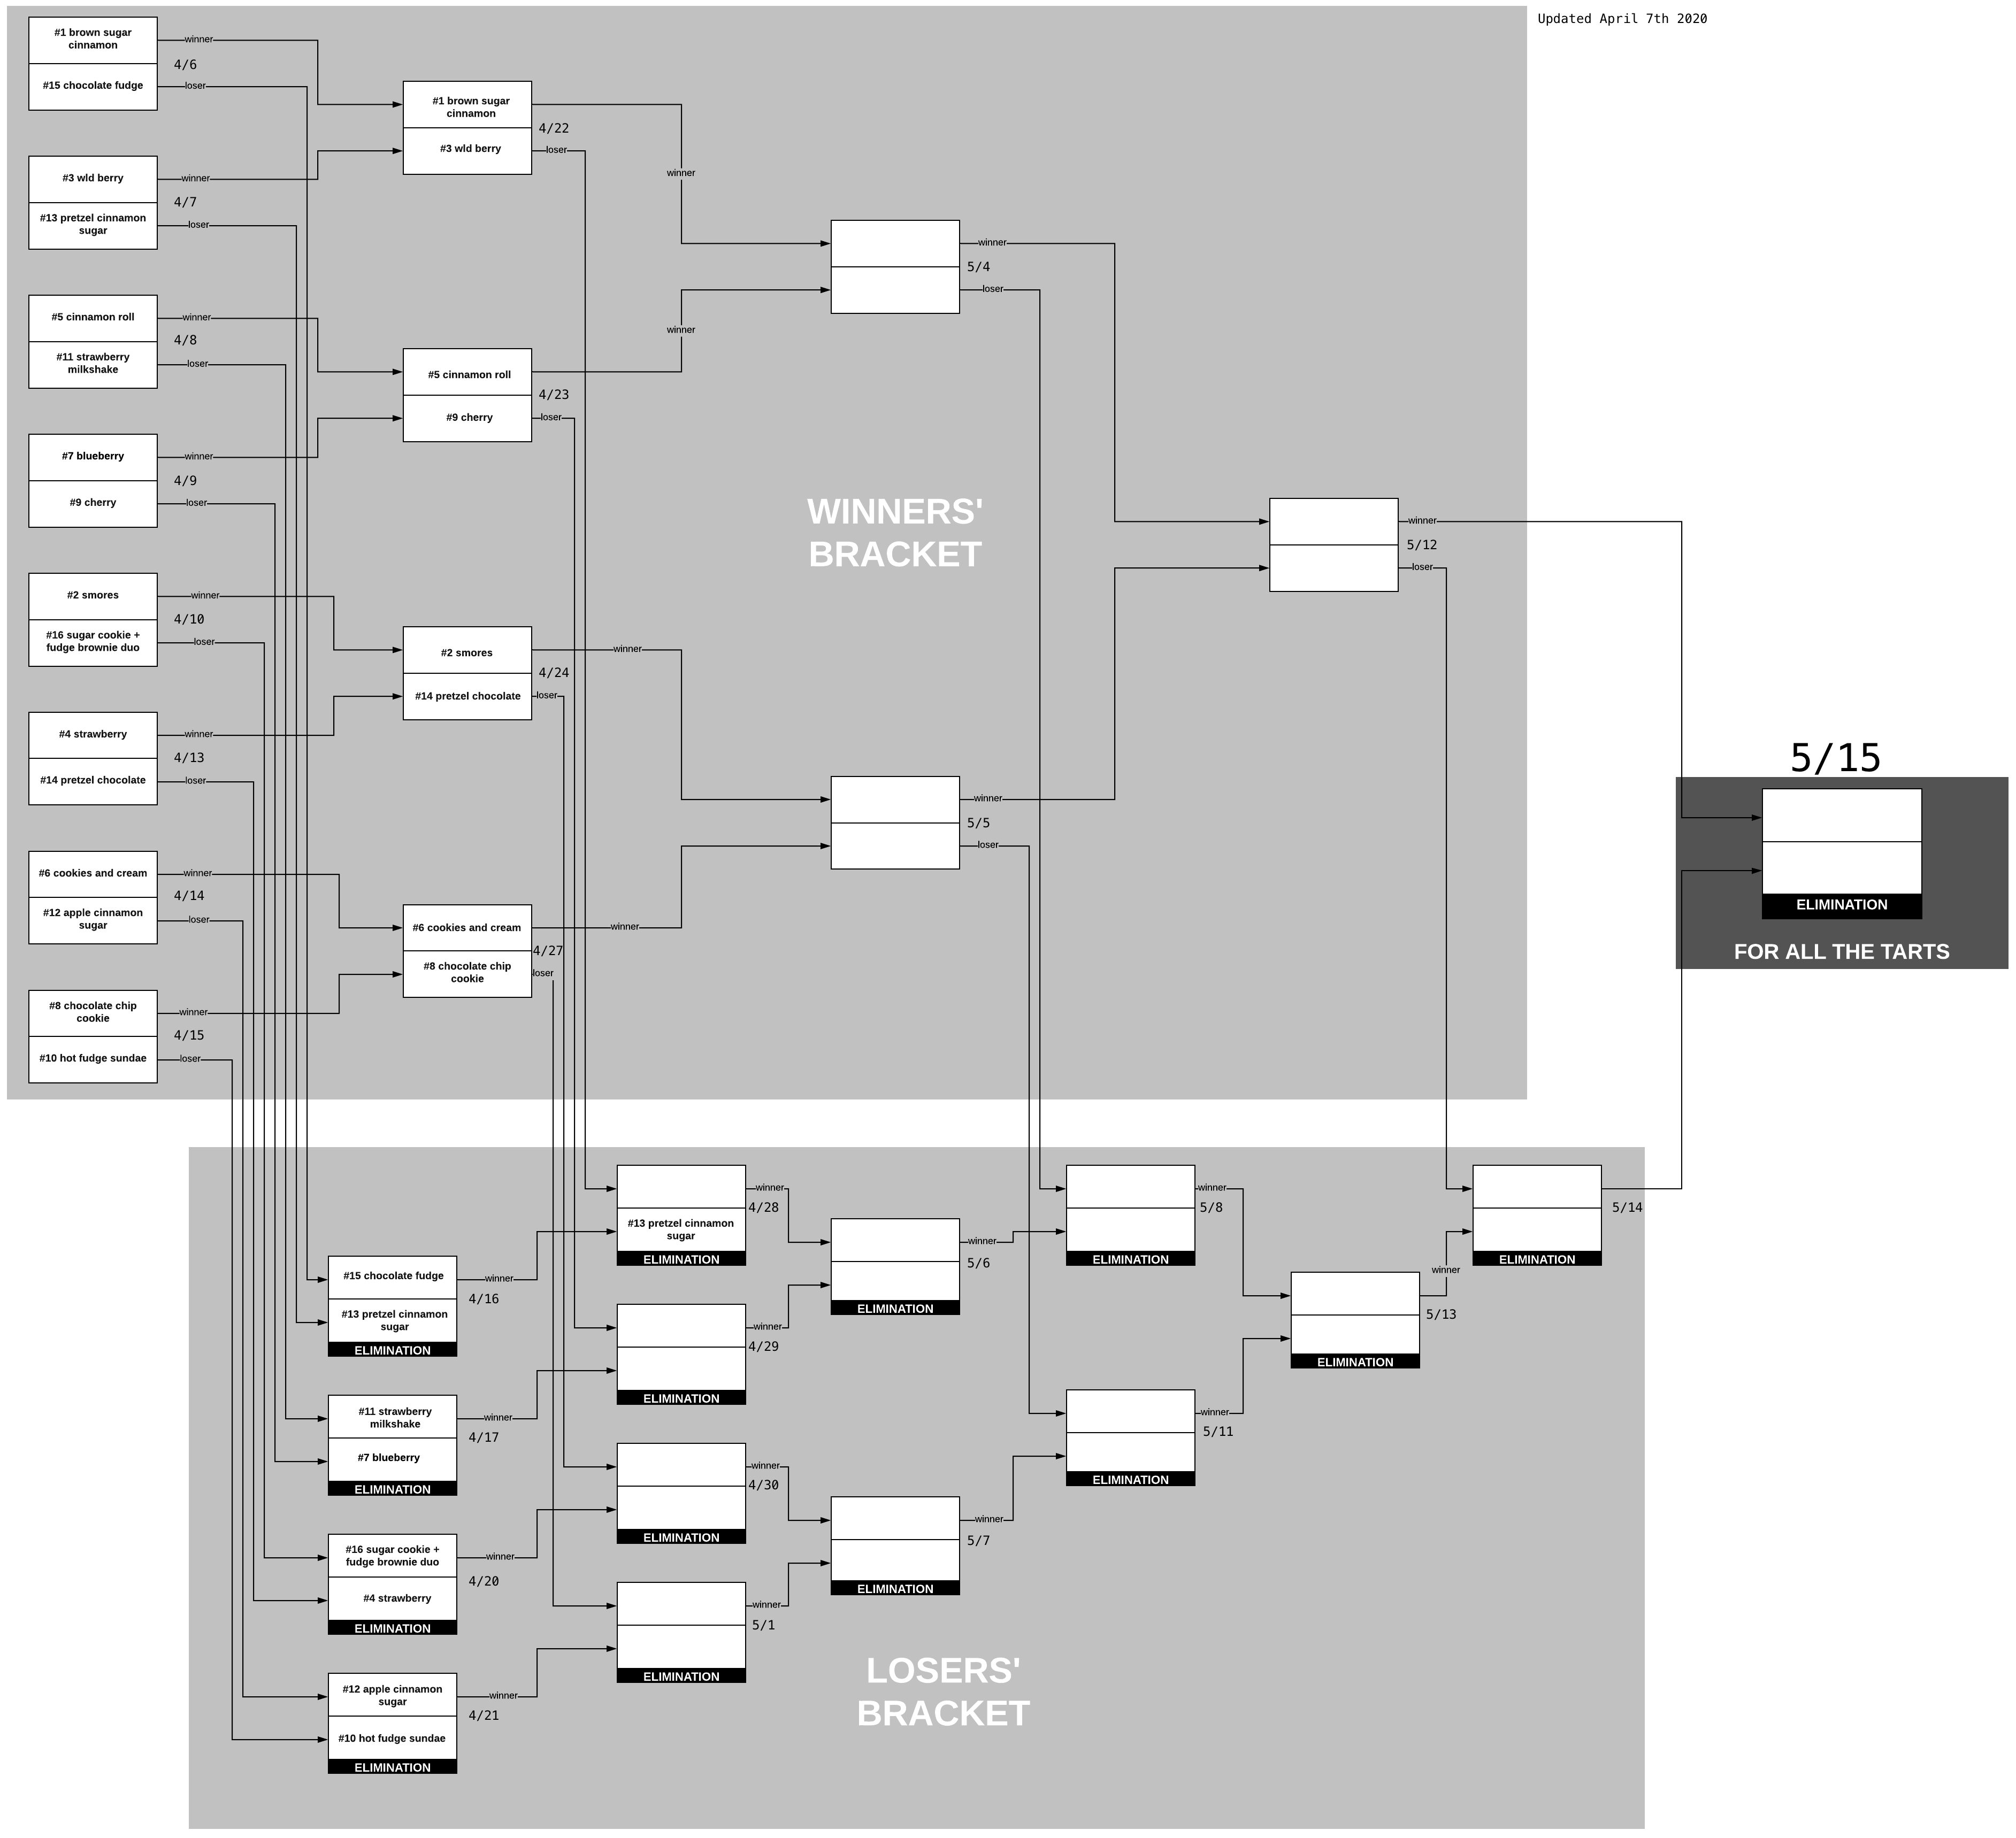 Updated April 7th 2020
#1 brown sugar
cinnamon
winner
4/6
#15 chocolate fudge
loser
#3 wld berry
winner
4/7
#13 pretzel cinnamon
sugar
loser
#5 cinnamon roll
winner
4/8
#11 strawberry
milkshake
loser
#7 blueberry
winner
4/9
#9 cherry
loser
#2 smores
winner
4/10
#16 sugar cookie +
fudge brownie duo
loser
#4 strawberry
winner
4/13
#14 pretzel chocolate
loser
#6 cookies and cream
winner
4/14
#12 apple cinnamon
sugar
loser
#8 chocolate chip
cookie
winner
4/15
#10 hot fudge sundae
loser
#1 brown sugar
cinnamon
4/22
#3 wld berry
loser
winner
#5 cinnamon roll
winner
4/23
#9 cherry
loser
#2 smores
winner
4/24
#14 pretzel chocolate
loser
#6 cookies and cream
winner
4/27
#8 chocolate chip
cookie
loser
winner
5/4
loser
WINNERS'
BRACKET
winner
5/5
loser
winner
5/12
loser
5/15
ELIMINATION
FOR ALL THE TARTS
#15 chocolate fudge
winner
4/16
#13 pretzel cinnamon
sugar
ELIMINATION
#11 strawberry
milkshake
winner
4/17
#7 blueberry
ELIMINATION
#16 sugar cookie +
fudge brownie duo
winner
4/20
#4 strawberry
ELIMINATION
#12 apple cinnamon
sugar
winner
4/21
#10 hot fudge sundae
ELIMINATION
winner
4/28
#13 pretzel cinnamon
sugar
ELIMINATION
winner
4/29
ELIMINATION
winner
4/30
ELIMINATION
winner
5/1
ELIMINATION
winner
5/6
ELIMINATION
winner
5/7
ELIMINATION
winner
5/8
ELIMINATION
winner
5/11
ELIMINATION
winner
5/13
ELIMINATION
5/14
ELIMINATION
LOSERS'
BRACKET